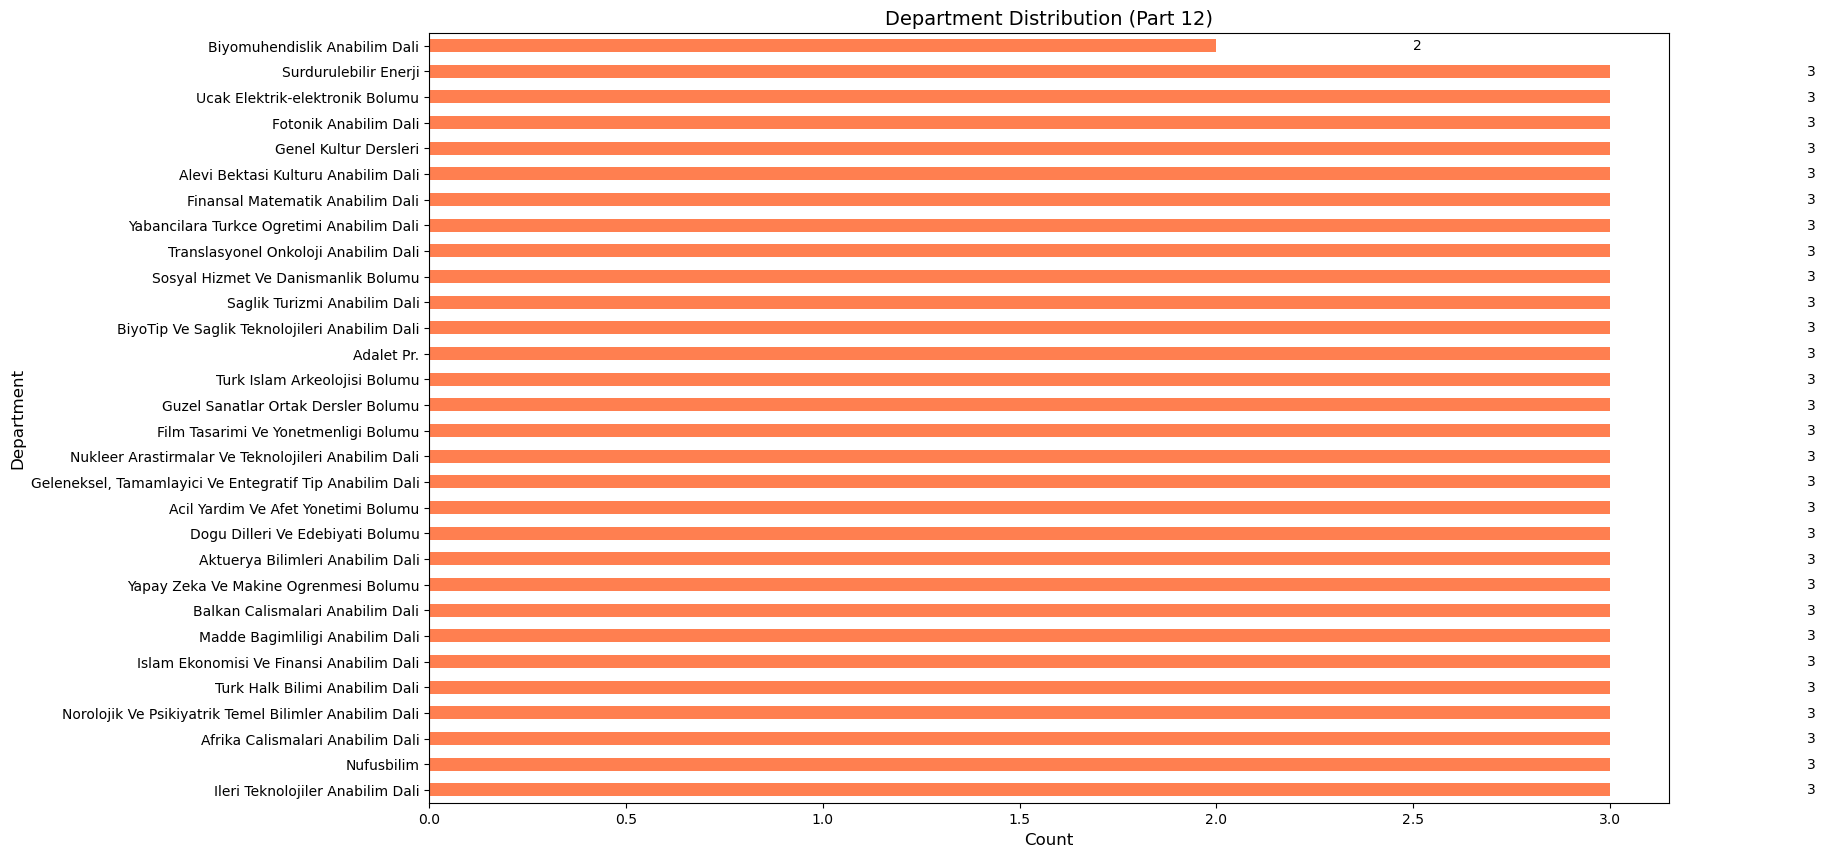 Department Distribution (Part 12)
Biyomuhendislik Anabilim Dali 2
Surdurulebilir Enerji 3
Ucak Elektrik-elektronik Bolumu 3
Fotonik Anabilim Dali 3
Genel Kultur Dersleri 3
Alevi Bektasi Kulturu Anabilim Dali 3
Finansal Matematik Anabilim Dali 3
Yabancilara Turkce Ogretimi Anabilim Dali 3
Translasyonel Onkoloji Anabilim Dali 3
Sosyal Hizmet Ve Danismanlik Bolumu 3
Saglik Turizmi Anabilim Dali 3
BiyoTip Ve Saglik Teknolojileri Anabilim Dali 3
Adalet Pr. 3
Turk Islam Arkeolojisi Bolumu 3
Guzel Sanatlar Ortak Dersler Bolumu 3
Film Tasarimi Ve Yonetmenligi Bolumu 3
Nukleer Arastirmalar Ve Teknolojileri Anabilim Dali 3
Geleneksel, Tamamlayici Ve Entegratif Tip Anabilim Dali 3
Acil Yardim Ve Afet Yonetimi Bolumu 3
Dogu Dilleri Ve Edebiyati Bolumu 3
Aktuerya Bilimleri Anabilim Dali 3
Yapay Zeka Ve Makine Ogrenmesi Bolumu 3
Balkan Calismalari Anabilim Dali 3
Madde Bagimliligi Anabilim Dali 3
Islam Ekonomisi Ve Finansi Anabilim Dali 3
Turk Halk Bilimi Anabilim Dali 3
Norolojik Ve Psikiyatrik Temel Bilimler Anabilim Dali 3
Afrika Calismalari Anabilim Dali 3
Nufusbilim 3
Ileri Teknolojiler Anabilim Dali 3
0.0 0.5 1.0 1.5 2.0 2.5 3.0
Count
Department